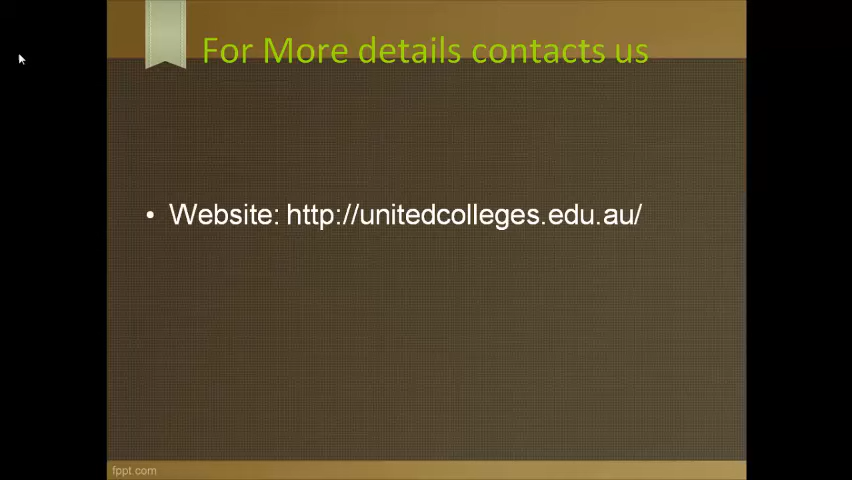 For More details contacts us
• Website: http://unitedcolleges.edu.au/
fppt.com